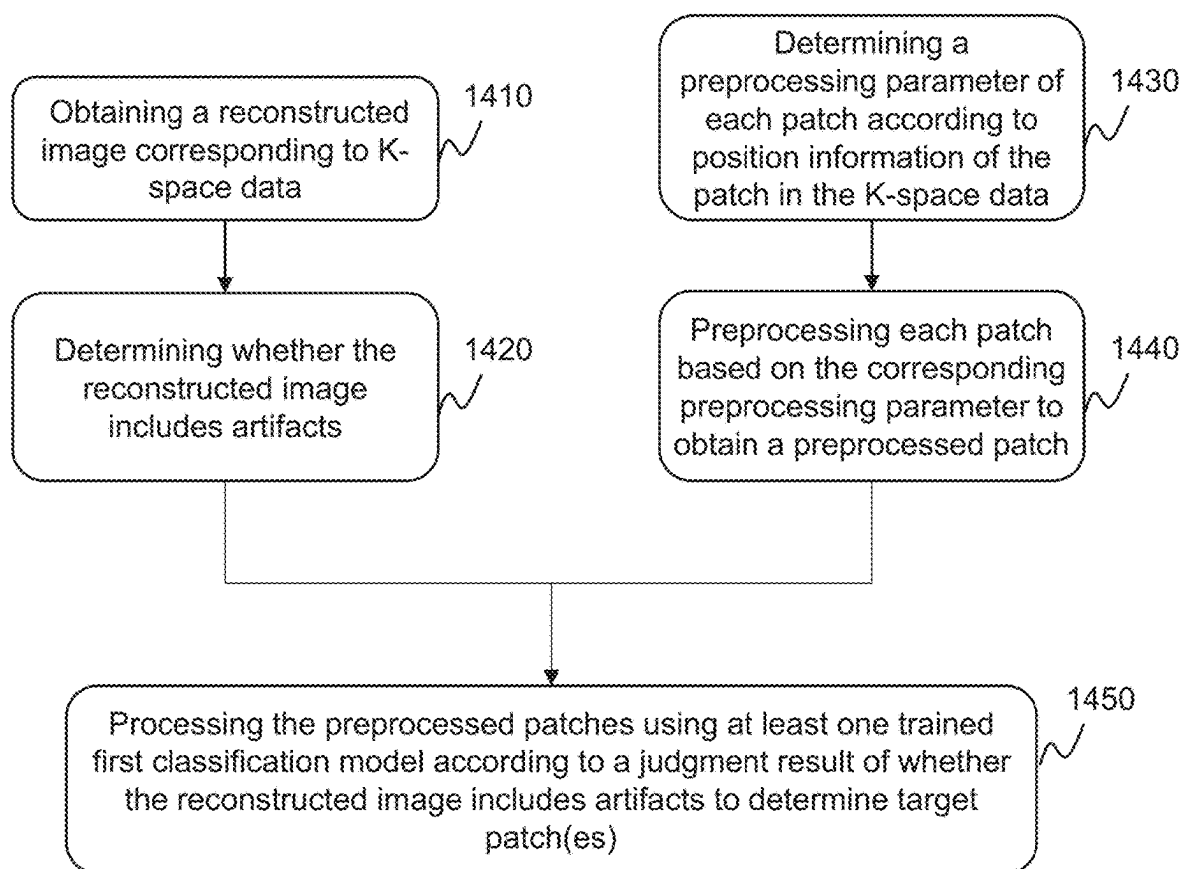 Obtaining a reconstructed
image corresponding to K-
space data
1410
Determining a
preprocessing parameter of
each patch according to
position information of the
patch in the K-space data
1430
Determining whether the
reconstructed image
includes artifacts
1420
Preprocessing each patch
based on the corresponding
preprocessing parameter to
obtain a preprocessed patch
1440
Processing the preprocessed patches using at least one trained
first classification model according to a judgment result of whether
the reconstructed image includes artifacts to determine target
patch(es)
1450